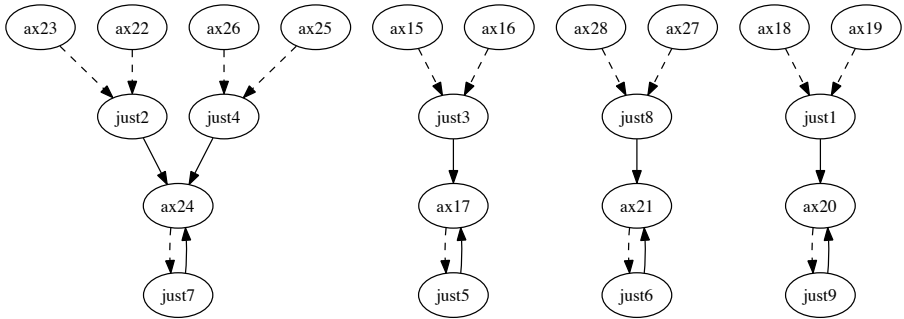 ax23 ax22 ax26 ax25 ax15 ax16 ax28 ax27 ax18 ax19
just2 just4 just3 just8 just1
ax24 ax17 ax21 ax20
just7 just5 just6 just9